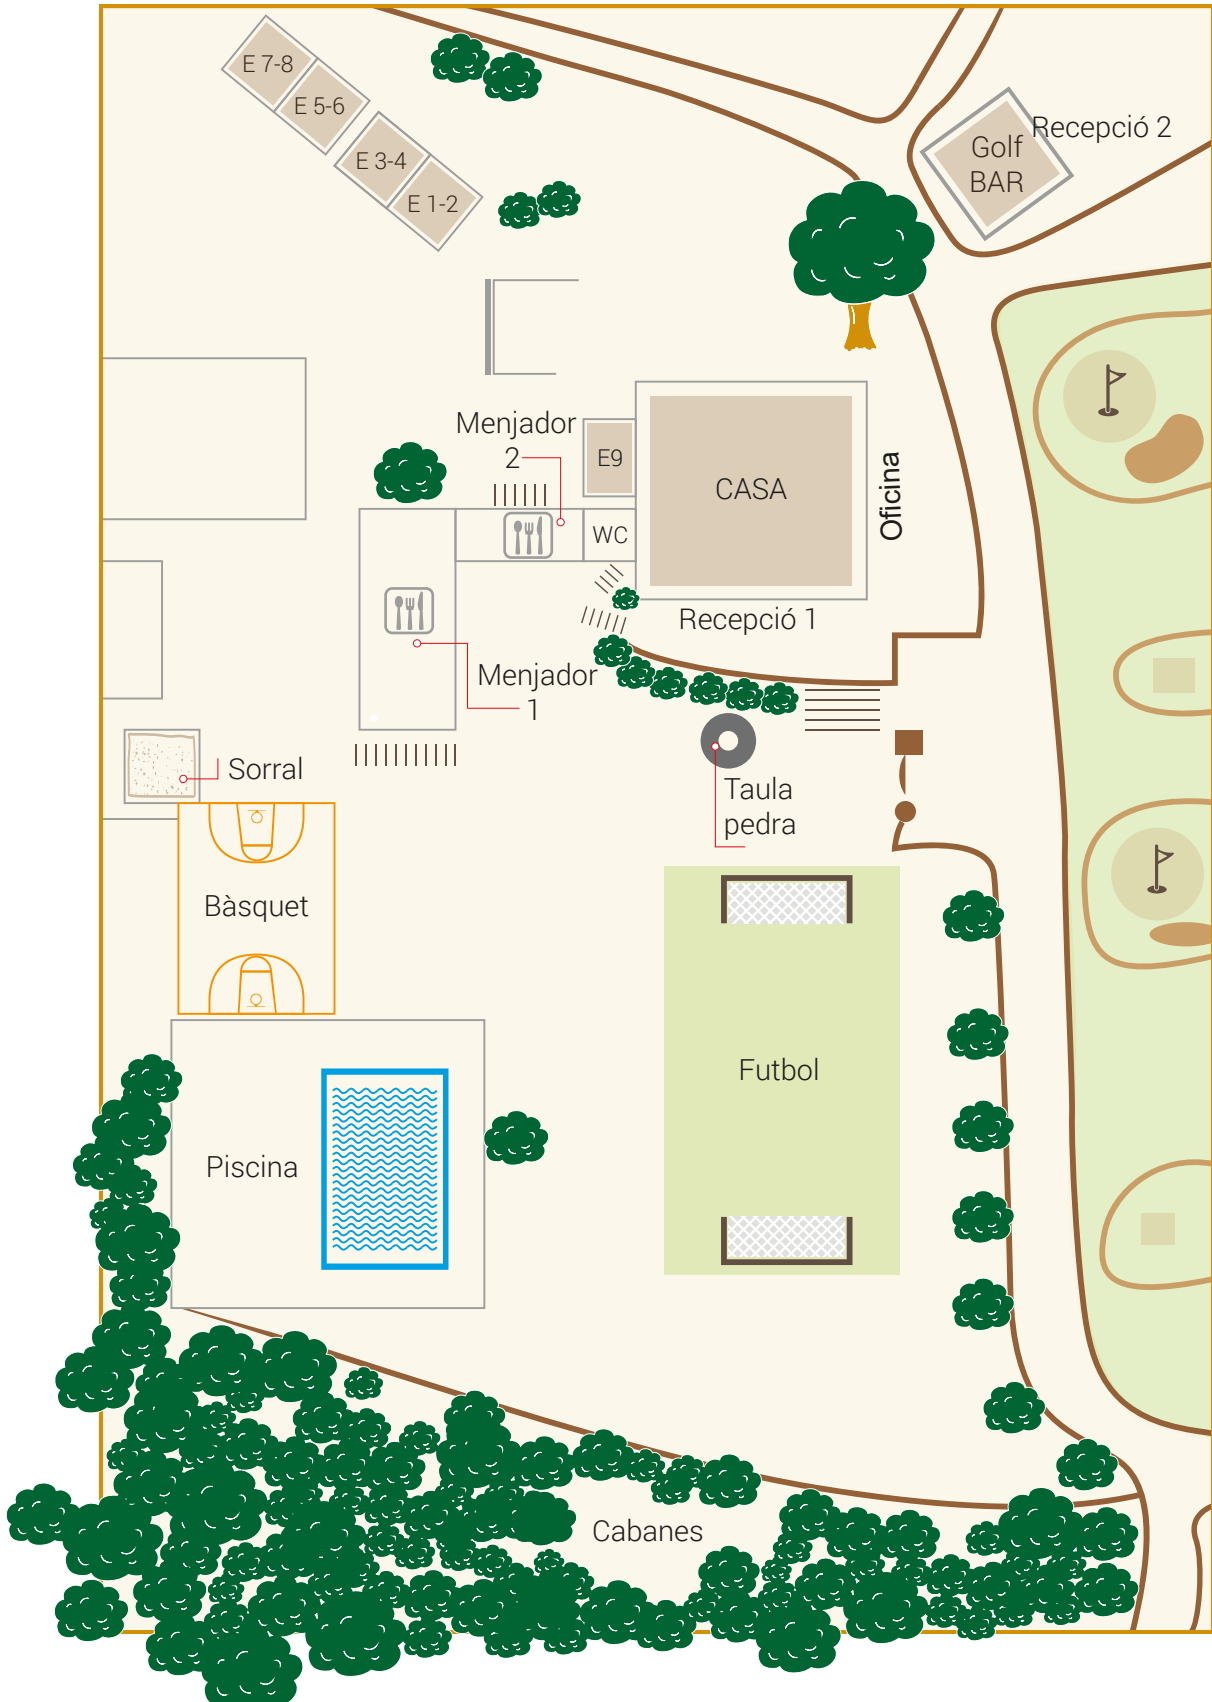 E 7-8
E 5-6
E 3-4
E 1-2
Recepció 2
Golf
BAR
Menjador
2
E9
CASA
Oficina
WC
Recepció 1
Menjador
1
Sorral
Taula
pedra
Bàsquet
Futbol
Piscina
Cabanes